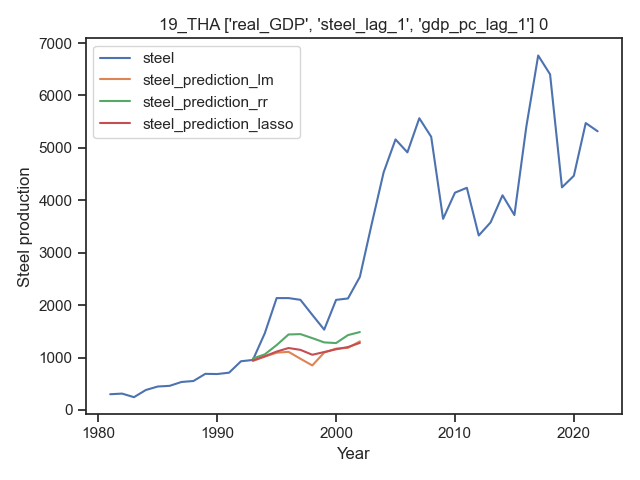 19_THA ['real_GDP', 'steel_lag_1', 'gdp_pc_lag_1'] 0
7000
6000
5000
4000
3000
2000
1000
0
Steel production
steel
steel_prediction_lm
steel_prediction_rr
steel_prediction_lasso
1980
1990
2000
2010
2020
Year